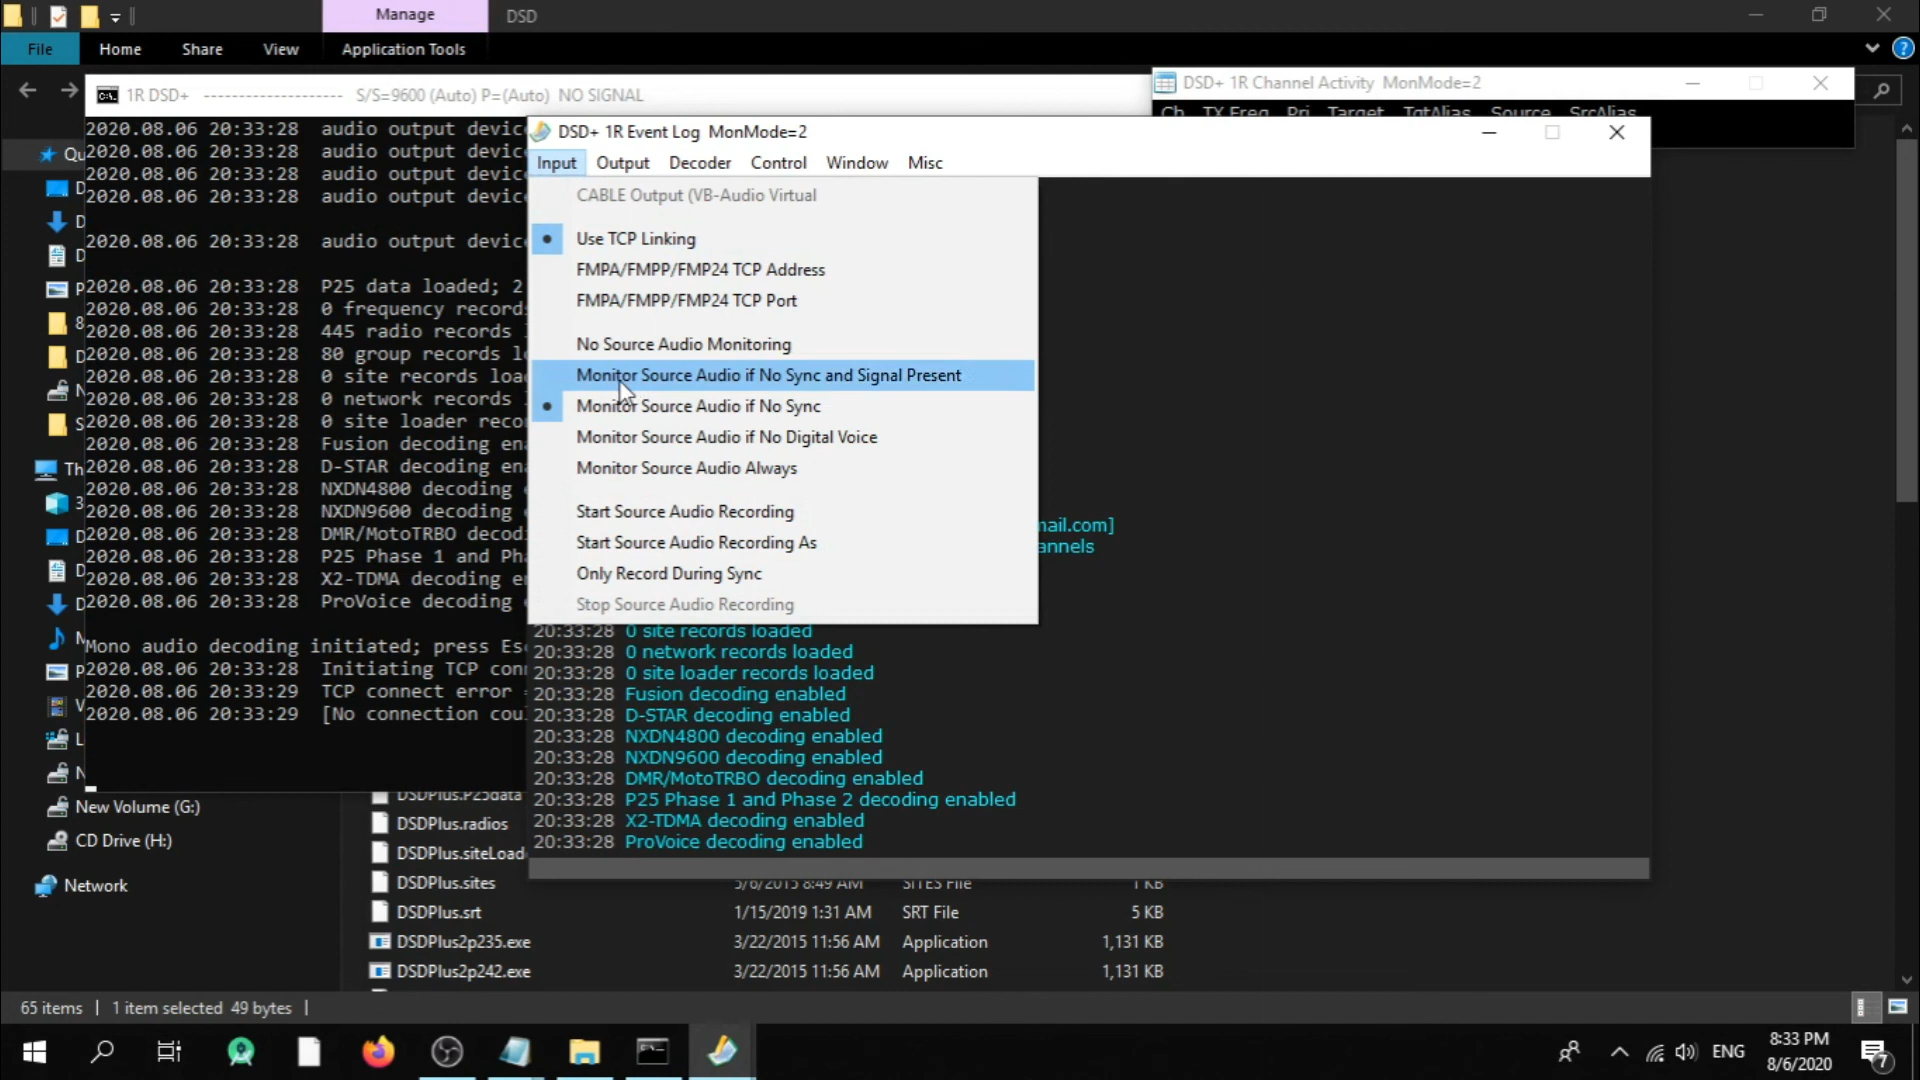 Manage
DSD
File
Home
Share
View
Application Tools
1R DSD+ -------------------- S/S=9600 (Auto) P=(Auto) NO SIGNAL
DSD+ 1R Channel Activity MonMode=2
Ch TX Freq Pri Target TgtAlias Source SrcAlias
DSD+ 1R Event Log MonMode=2
Input Output Decoder Control Window Misc
CABLE Output (VB-Audio Virtual
Use TCP Linking
FMPA/FMPP/FMP24 TCP Address
FMPA/FMPP/FMP24 TCP Port
No Source Audio Monitoring
Monitor Source Audio if No Sync and Signal Present
Monitor Source Audio if No Sync
Monitor Source Audio if No Digital Voice
Monitor Source Audio Always
Start Source Audio Recording
Start Source Audio Recording As
Only Record During Sync
Stop Source Audio Recording
2020.08.06 20:33:28 audio output devic
2020.08.06 20:33:28 audio output devic
2020.08.06 20:33:28 audio output devic
2020.08.06 20:33:28 audio output devic
2020.08.06 20:33:28 audio output devic
2020.08.06 20:33:28 P25 data loaded; 2
2020.08.06 20:33:28 0 frequency record
2020.08.06 20:33:28 445 radio records
2020.08.06 20:33:28 80 group records l
2020.08.06 20:33:28 0 site records loa
2020.08.06 20:33:28 0 network records
2020.08.06 20:33:28 0 site loader reco
2020.08.06 20:33:28 Fusion decoding en
2020.08.06 20:33:28 D-STAR decoding en
2020.08.06 20:33:28 NXDN4800 decoding
2020.08.06 20:33:28 NXDN9600 decoding
2020.08.06 20:33:28 DMR/MotoTRBO decod
2020.08.06 20:33:28 P25 Phase 1 and Ph
2020.08.06 20:33:28 X2-TDMA decoding e
2020.08.06 20:33:28 ProVoice decoding
Mono audio decoding initiated; press Es
2020.08.06 20:33:28 Initiating TCP con
2020.08.06 20:33:29 TCP connect error
2020.08.06 20:33:29 [No connection cou
mail.com]
annels
20:33:28 0 site records loaded
20:33:28 0 network records loaded
20:33:28 0 site loader records loaded
20:33:28 Fusion decoding enabled
20:33:28 D-STAR decoding enabled
20:33:28 NXDN4800 decoding enabled
20:33:28 NXDN9600 decoding enabled
20:33:28 DMR/MotoTRBO decoding enabled
20:33:28 P25 Phase 1 and Phase 2 decoding enabled
20:33:28 X2-TDMA decoding enabled
20:33:28 ProVoice decoding enabled
Qu
Th
New Volume (G:)
CD Drive (H:)
Network
DSDPlus.P25data
DSDPlus.radios
DSDPlus.siteLoad
DSDPlus.sites 5/6/2015 8:49 AM SITES File 1 KB
DSDPlus.srt 1/15/2019 1:31 AM SRT File 5 KB
DSDPlus2p235.exe 3/22/2015 11:56 AM Application 1,131 KB
DSDPlus2p242.exe 3/22/2015 11:56 AM Application 1,131 KB
65 items 1 item selected 49 bytes
ENG
8:33 PM
8/6/2020
7